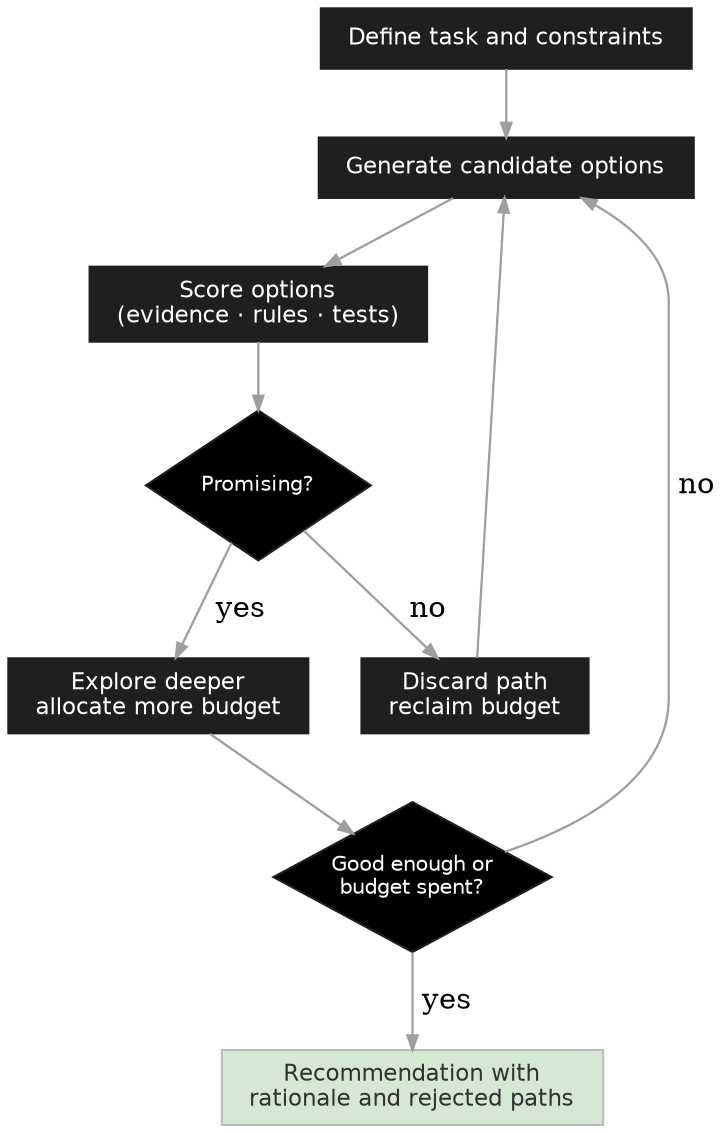 Define task and constraints
Generate candidate options
Score options
(evidence · rules · tests)
Promising?
yes
no
no
Explore deeper
allocate more budget
Discard path
reclaim budget
Good enough or
budget spent?
yes
Recommendation with
rationale and rejected paths